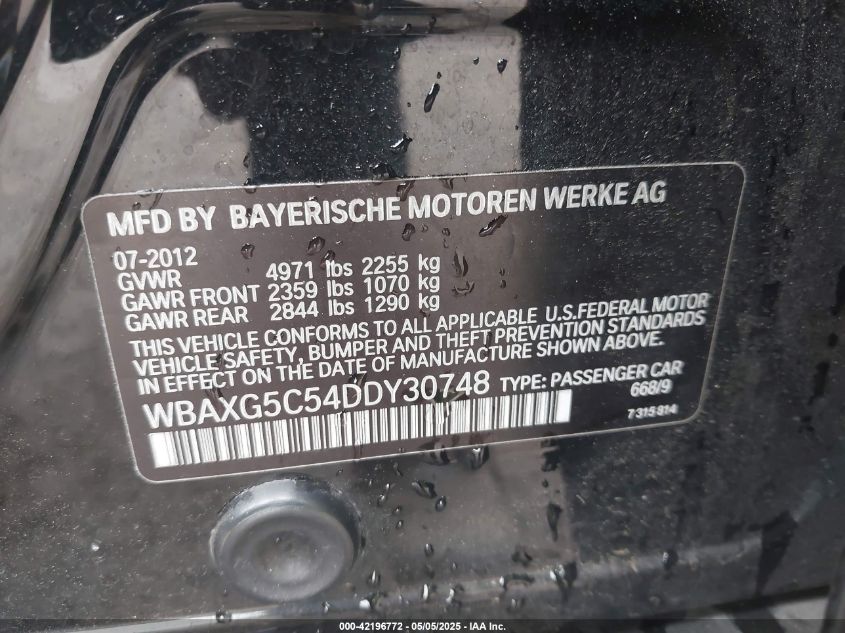 MFD BY BAYERISCHE MOTOREN WERKE AG
07-2012
GVWR 4971 lbs 2255 kg
GAWR FRONT 2359 lbs 1070 kg
GAWR REAR 2844 lbs 1290 kg
THIS VEHICLE CONFORMS TO ALL APPLICABLE U.S.FEDERAL MOTOR
VEHICLE SAFETY, BUMPER AND THEFT PREVENTION STANDARDS
IN EFFECT ON THE DATE OF MANUFACTURE SHOWN ABOVE.
WBAXG5C54DDY30748 TYPE: PASSENGER CAR
668/9
7 315 814
000-42196772 - 05/05/2025 - IAA Inc.